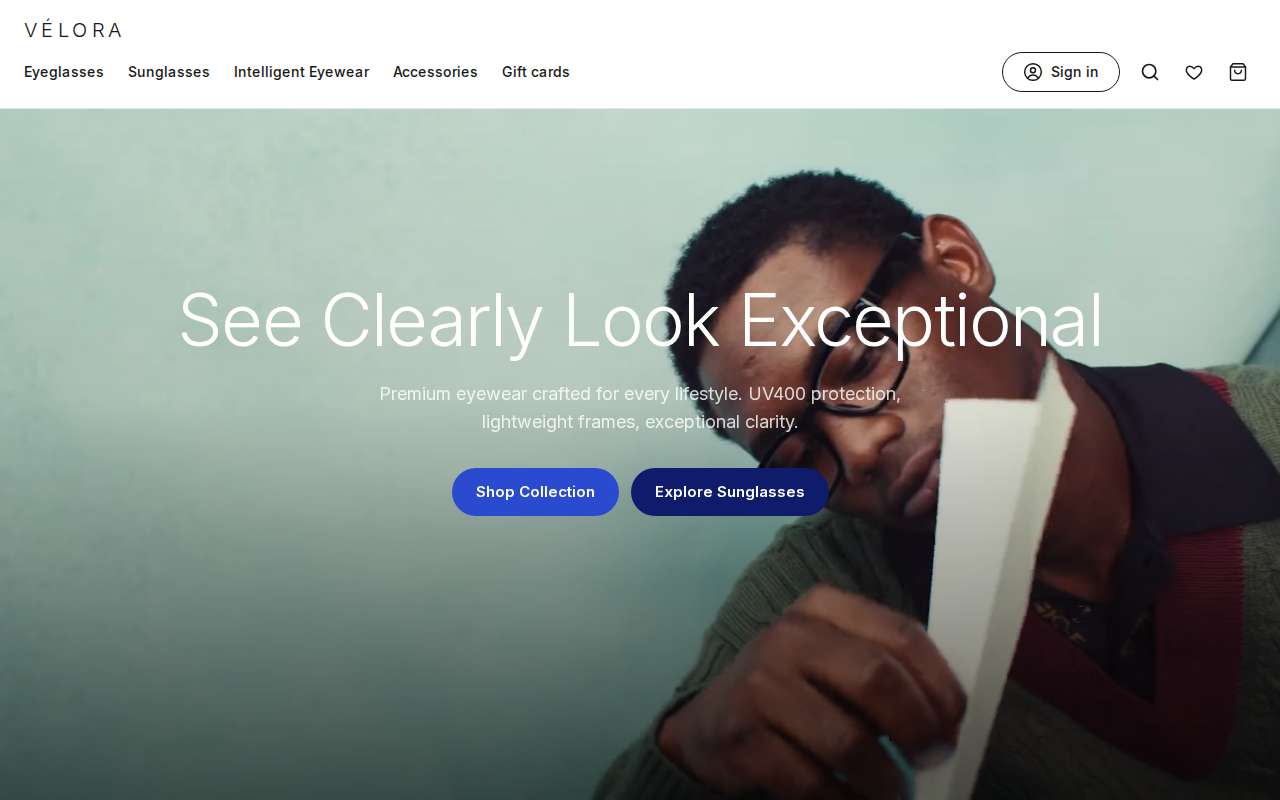 VÉLORA
Eyeglasses Sunglasses Intelligent Eyewear Accessories Gift cards Sign in
See Clearly Look Exceptional
Premium eyewear crafted for every lifestyle. UV400 protection,
lightweight frames, exceptional clarity.
Shop Collection Explore Sunglasses